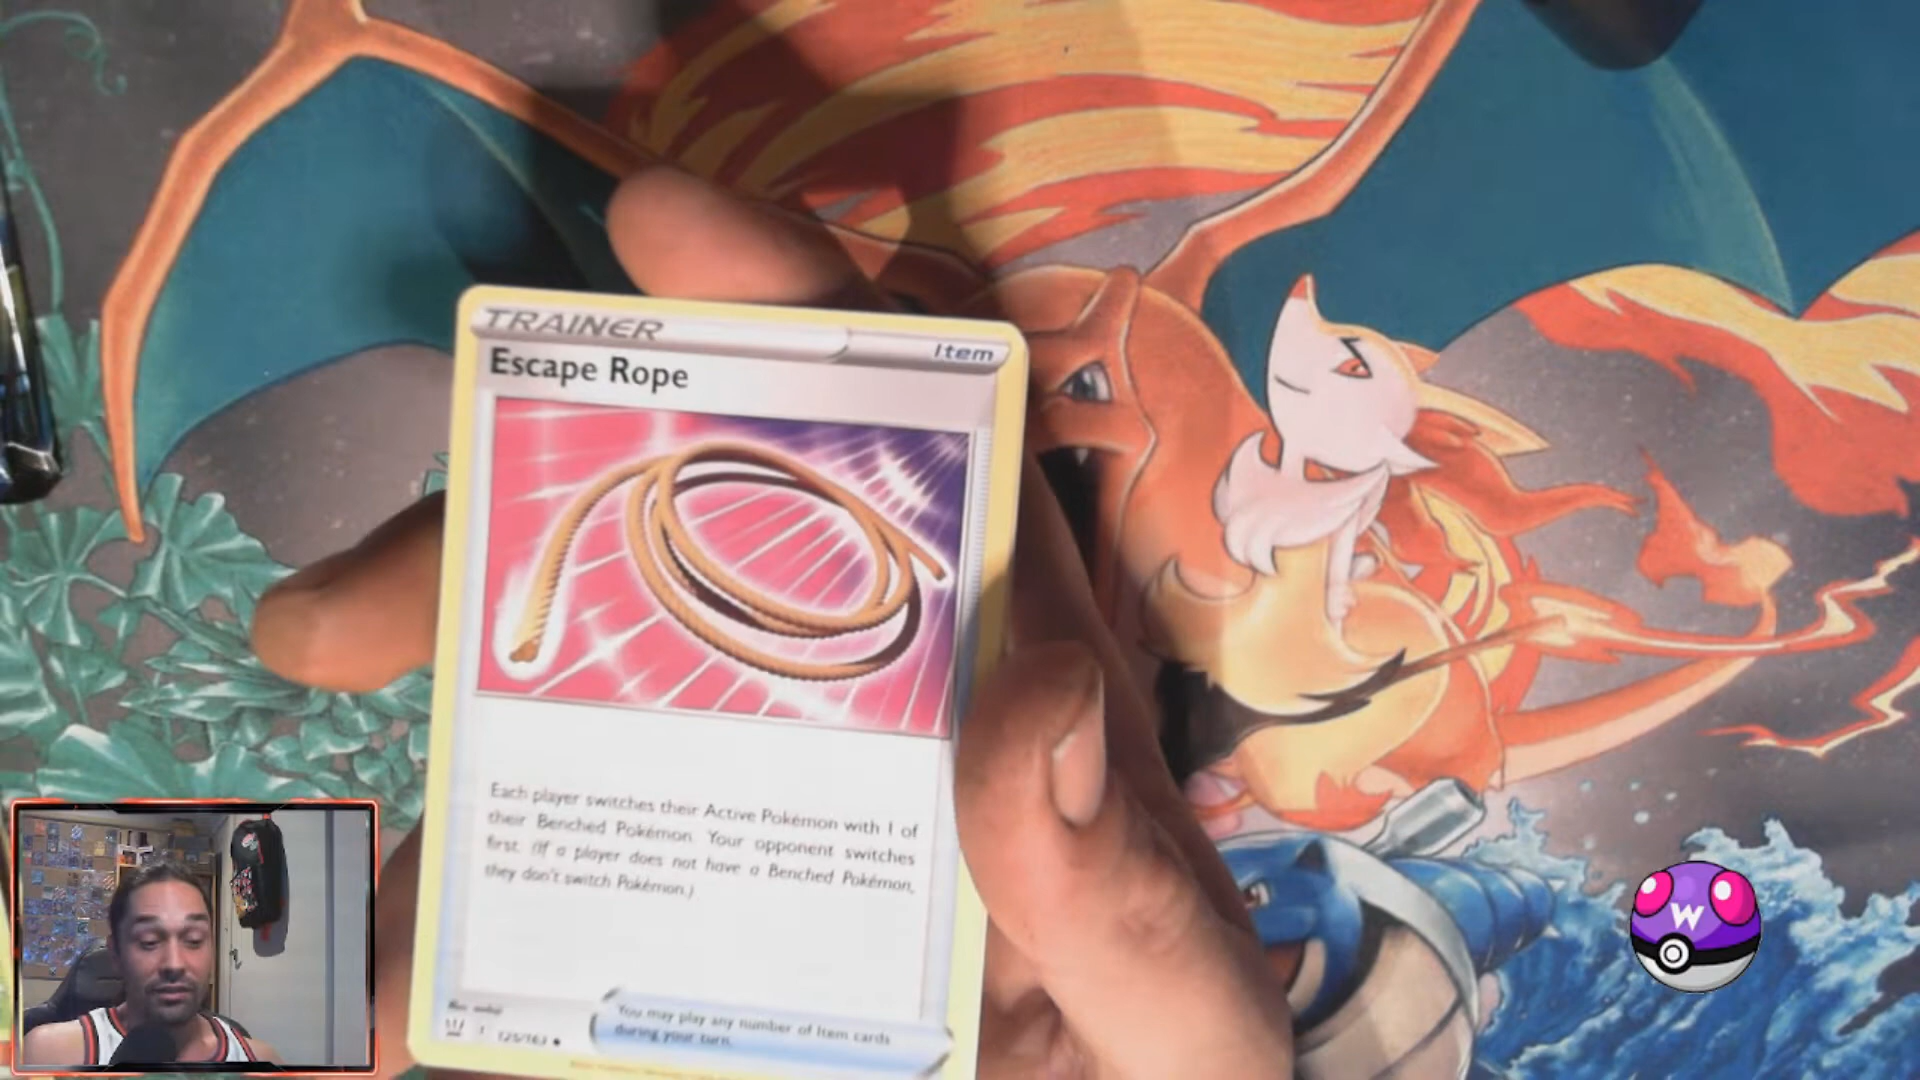 TRAINER
Item
Escape Rope
Each player switches their Active Pokémon with 1 of
their Benched Pokémon. Your opponent switches
first. (If a player does not have a Benched Pokémon,
they don't switch Pokémon.)
You may play any number of Item cards
during your turn.
125/163
W